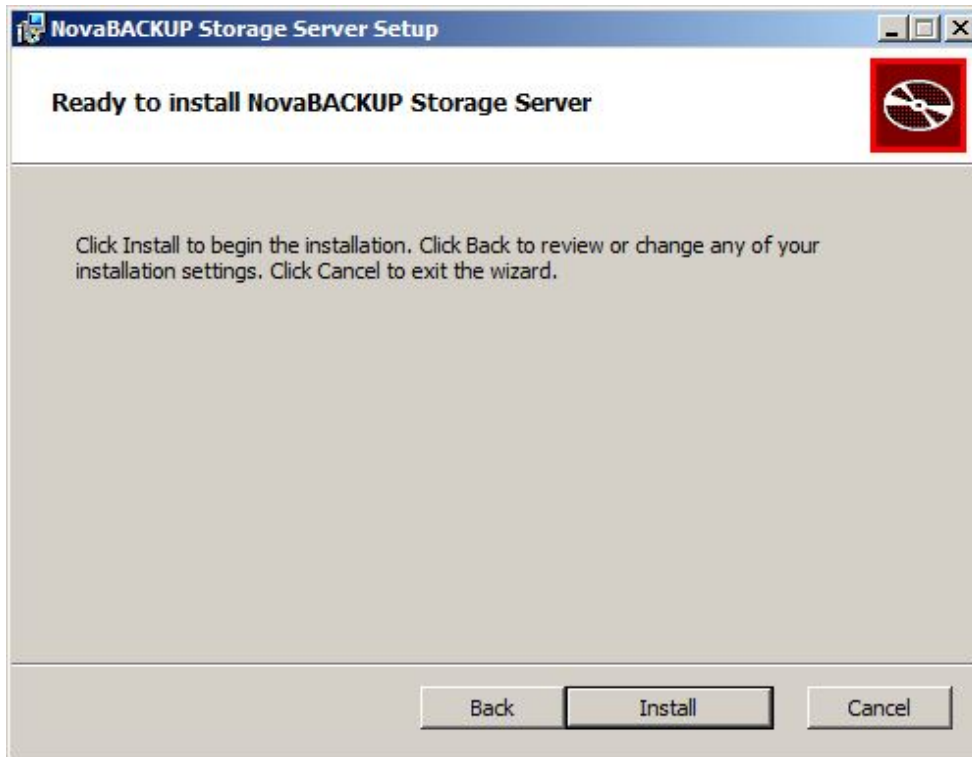 NovaBACKUP Storage Server Setup
Ready to install NovaBACKUP Storage Server
Click Install to begin the installation. Click Back to review or change any of your
installation settings. Click Cancel to exit the wizard.
Back Install Cancel